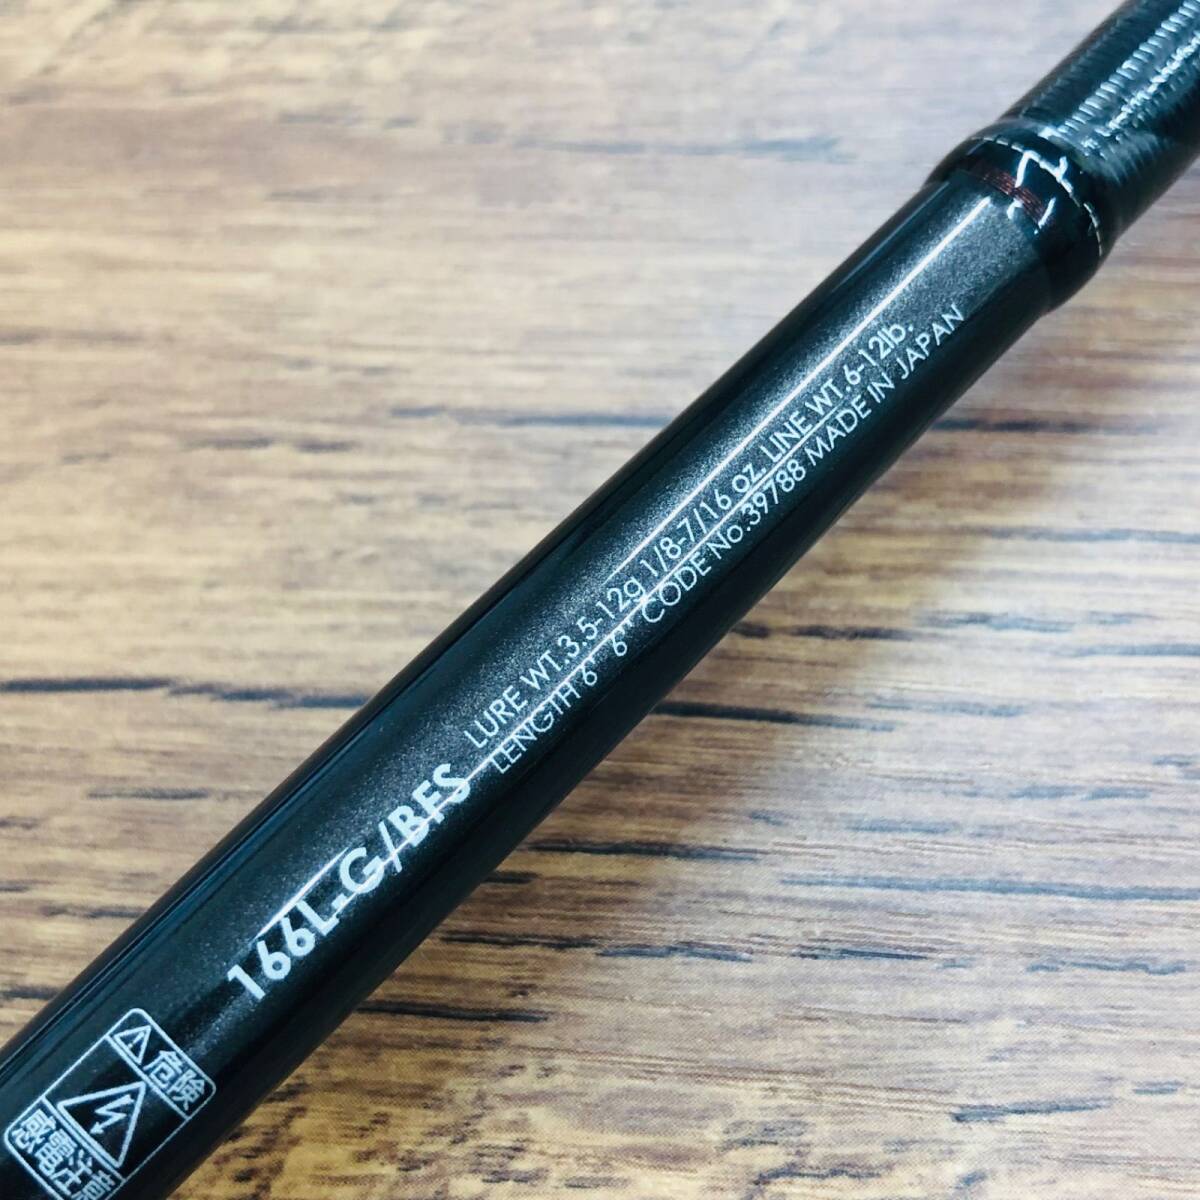 LURE WT.3.5-12g 1/8-7/16 oz. LINE WT.6-12lb.
LENGTH 6' 6" CODE No.39788 MADE IN JAPAN
166L-G/BFS
危険
感電注意